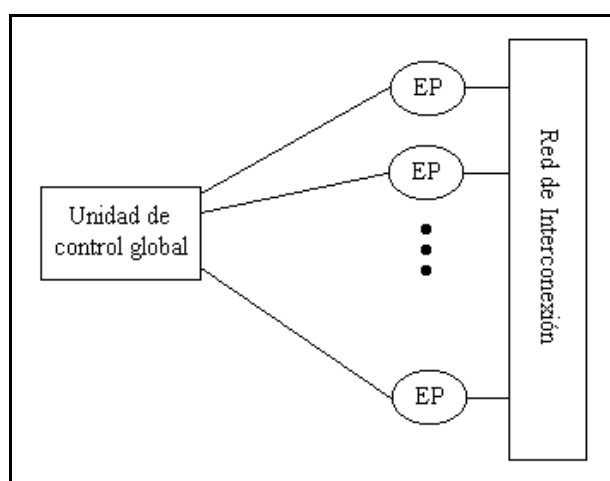 EP
EP
Unidad de
control global
EP
Red de Interconexión